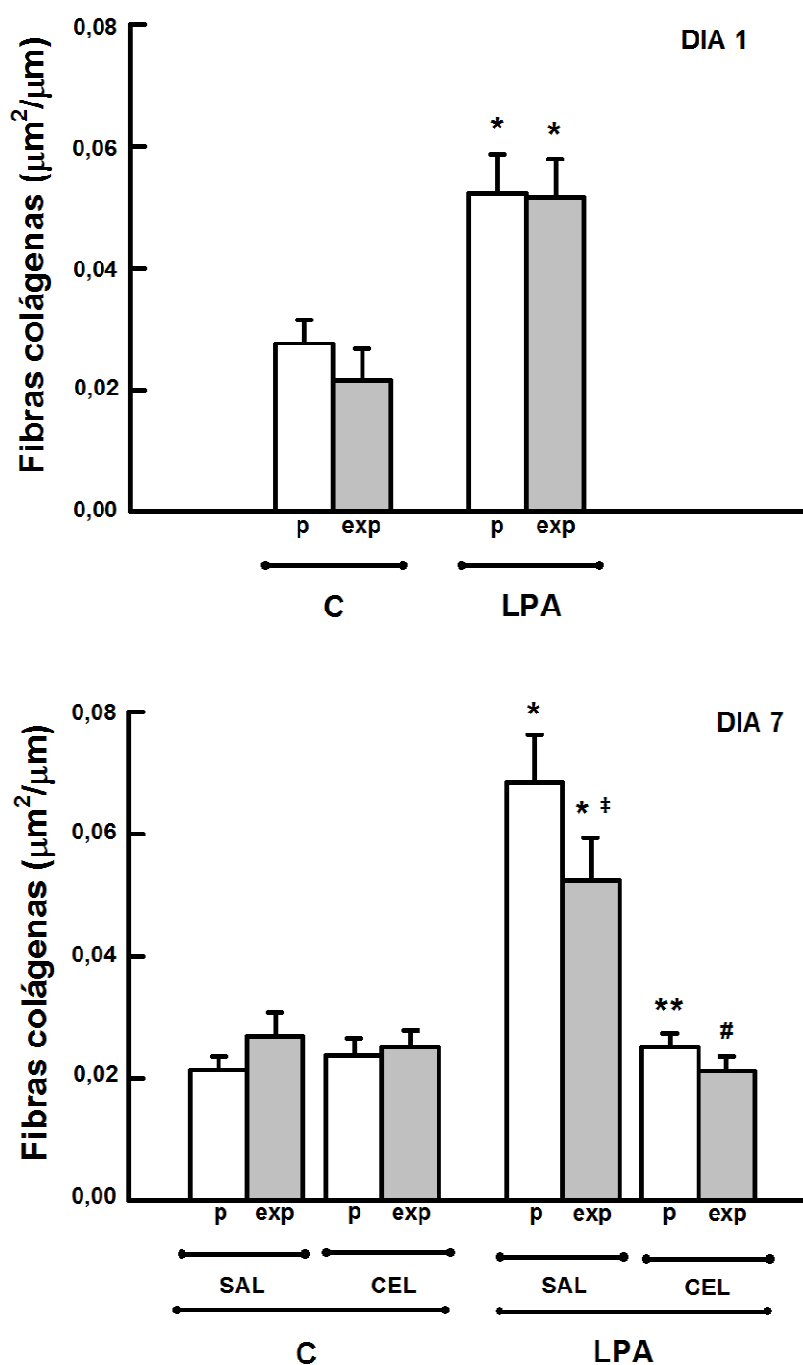 DIA 1
Fibras colágenas (µm²/µm)
0,08
0,06
0,04
0,02
0,00
* *
p exp p exp
C LPA
DIA 7
Fibras colágenas (µm²/µm)
0,08
0,06
0,04
0,02
0,00
*
* ‡
**
#
p exp p exp p exp p exp
SAL CEL SAL CEL
C LPA